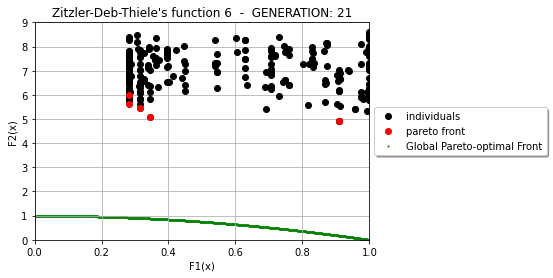 Zitzler-Deb-Thiele's function 6  -  GENERATION: 21
F2(x)
9
8
7
6
5
4
3
2
1
0
0.0 0.2 0.4 0.6 0.8 1.0
F1(x)
individuals
pareto front
Global Pareto-optimal Front